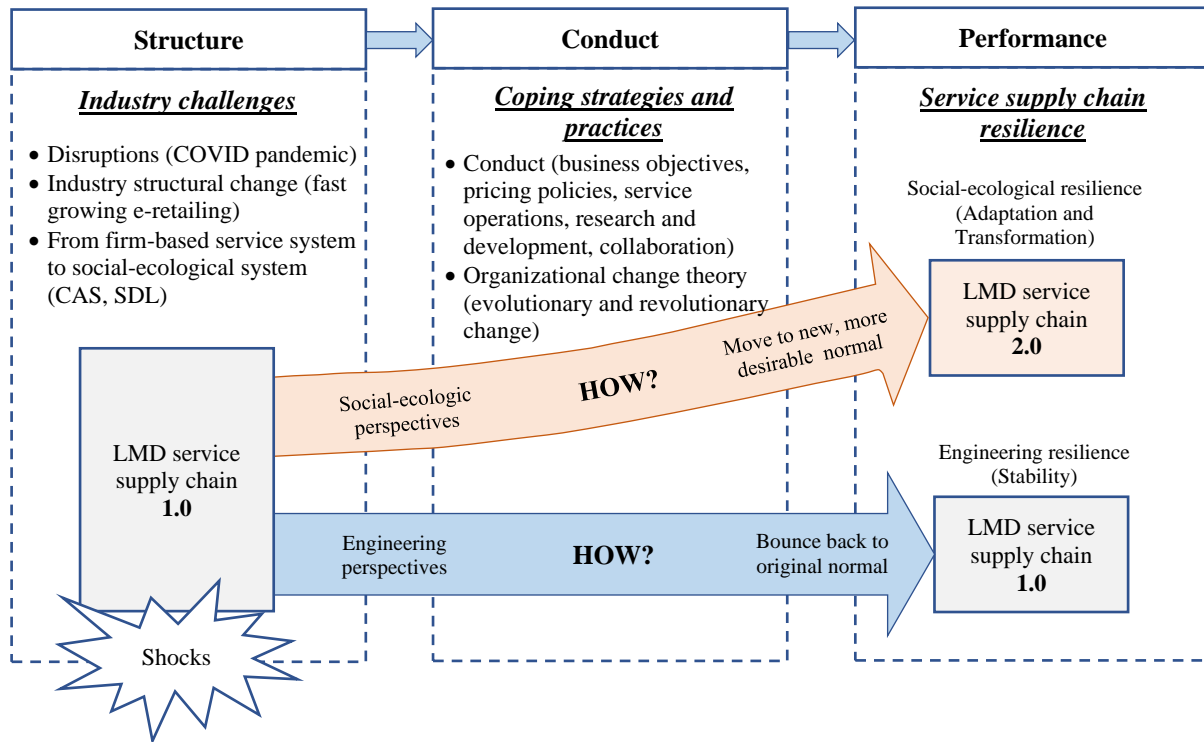 Structure
Conduct
Performance
Industry challenges
• Disruptions (COVID pandemic)
• Industry structural change (fast
growing e-retailing)
• From firm-based service system
to social-ecological system
(CAS, SDL)
Coping strategies and
practices
• Conduct (business objectives,
pricing policies, service
operations, research and
development, collaboration)
• Organizational change theory
(evolutionary and revolutionary
change)
Service supply chain
resilience
Social-ecological resilience
(Adaptation and
Transformation)
LMD service
supply chain
2.0
Move to new, more
desirable normal
HOW?
Social-ecologic
perspectives
LMD service
supply chain
1.0
Engineering
perspectives
HOW?
Bounce back to
original normal
Engineering resilience
(Stability)
LMD service
supply chain
1.0
Shocks